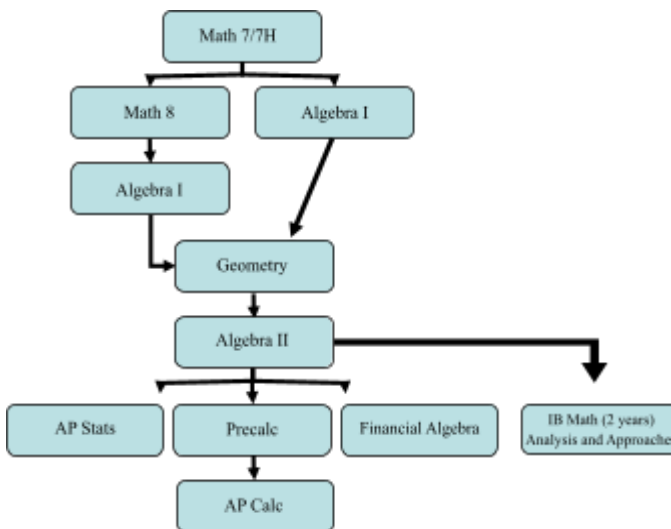 Math 7/7H
Math 8
Algebra I
Algebra I
Geometry
Algebra II
AP Stats
Precalc
Financial Algebra
IB Math (2 years)
Analysis and Approache
AP Calc